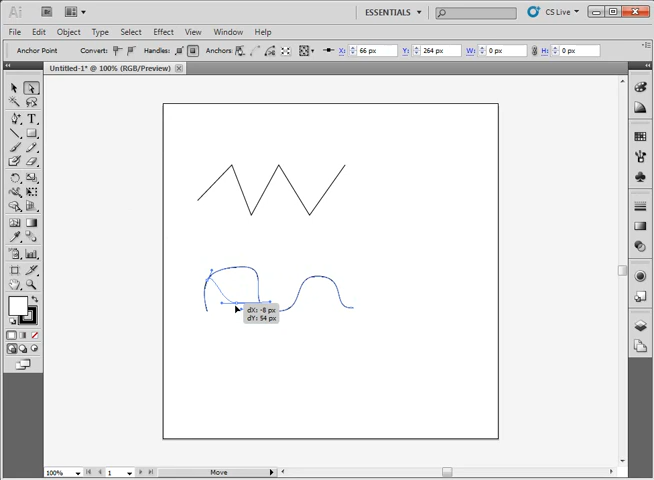 Ai
ESSENTIALS
CS Live
File Edit Object Type Select Effect View Window Help
Anchor Point Convert: Handles: Anchors: X: 66 px Y: 264 px W: 0 px H: 0 px
Untitled-1* @ 100% (RGB/Preview)
T
dX: -8 px
dY: 54 px
100% 1 Move